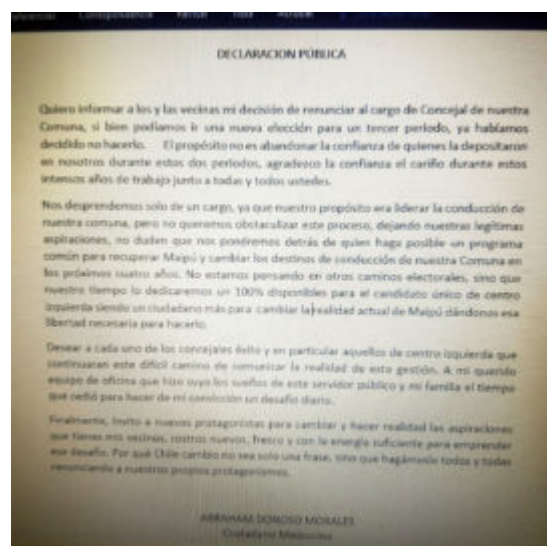 Referencias Correspondencia Revisar Vista Acrobat
DECLARACION PÚBLICA
Quiero informar a los y las vecinas mi decisión de renunciar al cargo de Concejal de nuestra
Comuna, si bien podíamos ir una nueva elección para un tercer período, ya habíamos
decidido no hacerlo. El propósito no es abandonar la confianza de quienes la depositaron
en nosotros durante estos dos períodos, agradezco la confianza el cariño durante estos
intensos años de trabajo junto a todas y todos ustedes.
Nos desprendemos solo de un cargo, ya que nuestro propósito era liderar la conducción de
nuestra comuna, pero no queremos obstaculizar este proceso, dejando nuestras legítimas
aspiraciones, no duden que nos pondremos detrás de quien haga posible un programa
común para recuperar Maipú y cambiar los destinos de conducción de nuestra Comuna en
los próximos cuatro años. No estamos pensando en otros caminos electorales, sino que
nuestro tiempo lo dedicaremos un 100% disponibles para el candidato único de centro
izquierda siendo un ciudadano más para cambiar la realidad actual de Maipú dándonos esa
libertad necesaria para hacerlo.
Desear a cada uno de los concejales éxito y en particular aquellos de centro izquierda que
continuaran este difícil camino de comunicar la realidad de esta gestión. A mi querido
equipo de oficina que hizo suyo los sueños de este servidor público y mi familia el tiempo
que cedió para hacer de mi convicción un desafío diario.
Finalmente, invito a nuevos protagonistas para cambiar y hacer realidad las aspiraciones
que tienes mis vecinos, rostros nuevos, fresco y con la energía suficiente para emprender
ese desafío. Por qué Chile cambio no sea solo una frase, sino que hagámoslo todos y todas
renunciando a nuestros propios protagonismos.
ABRAHAM DONOSO MORALES
Ciudadano Maipucino